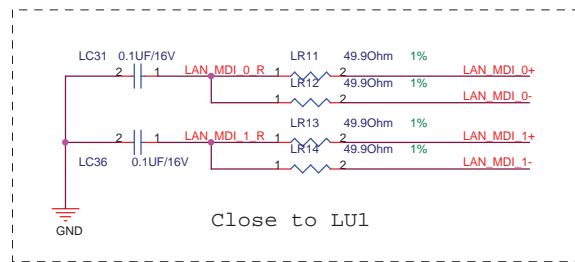 LC31 0.1UF/16V LR11 49.9Ohm 1%
2 1 LAN_MDI_0_R 1 2 LAN_MDI_0+
LR12 49.9Ohm 1%
1 2 LAN_MDI_0-
LR13 49.9Ohm 1%
2 1 LAN_MDI_1_R 1 2 LAN_MDI_1+
LC36 0.1UF/16V LR14 49.9Ohm 1%
1 2 LAN_MDI_1-
Close to LU1
GND